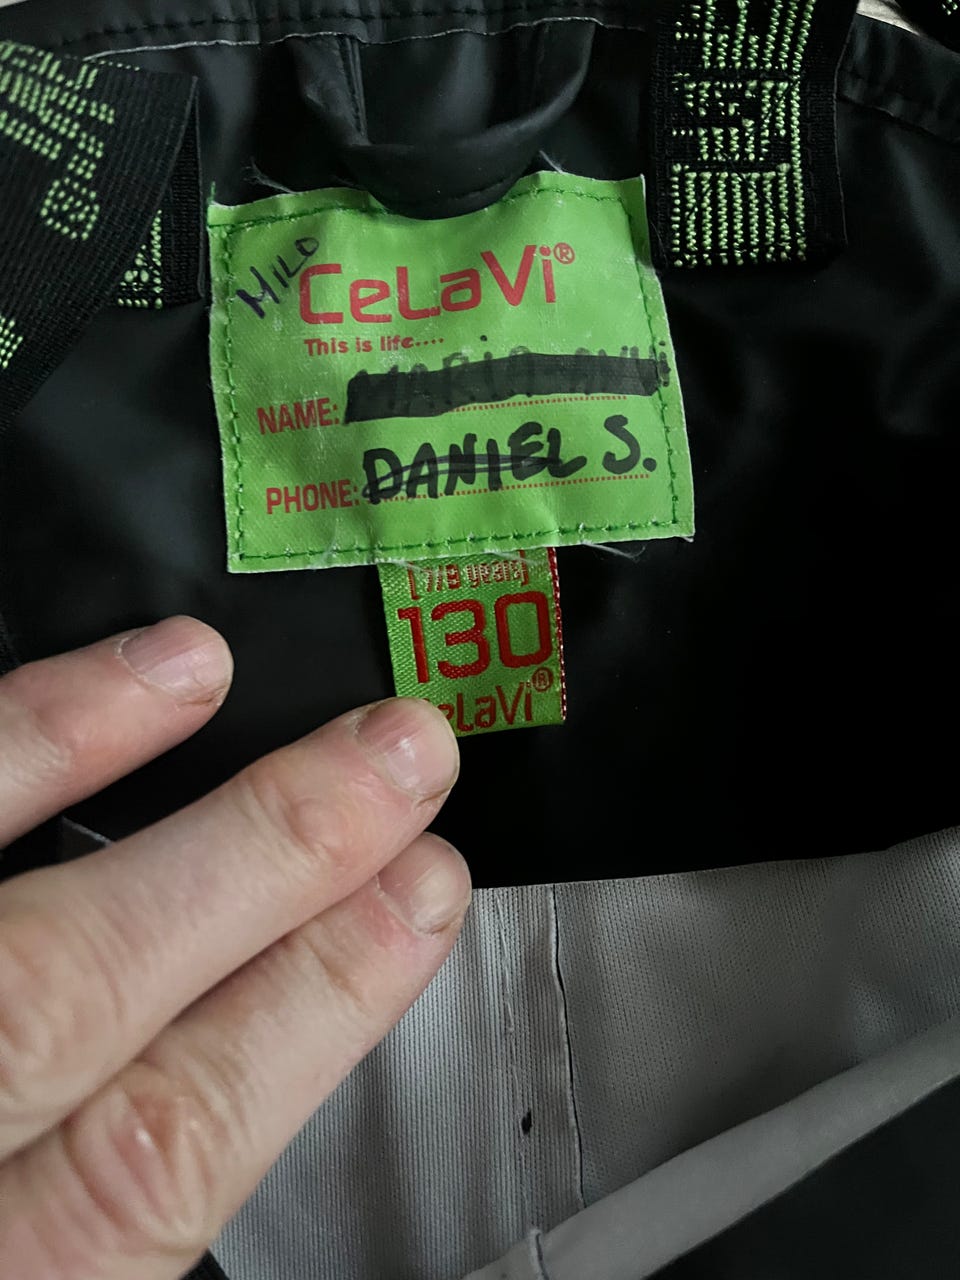 MILO
CeLaVi®
This is life....
NAME:
PHONE: DANIEL S.
[7/8 years]
130
CeLaVi®